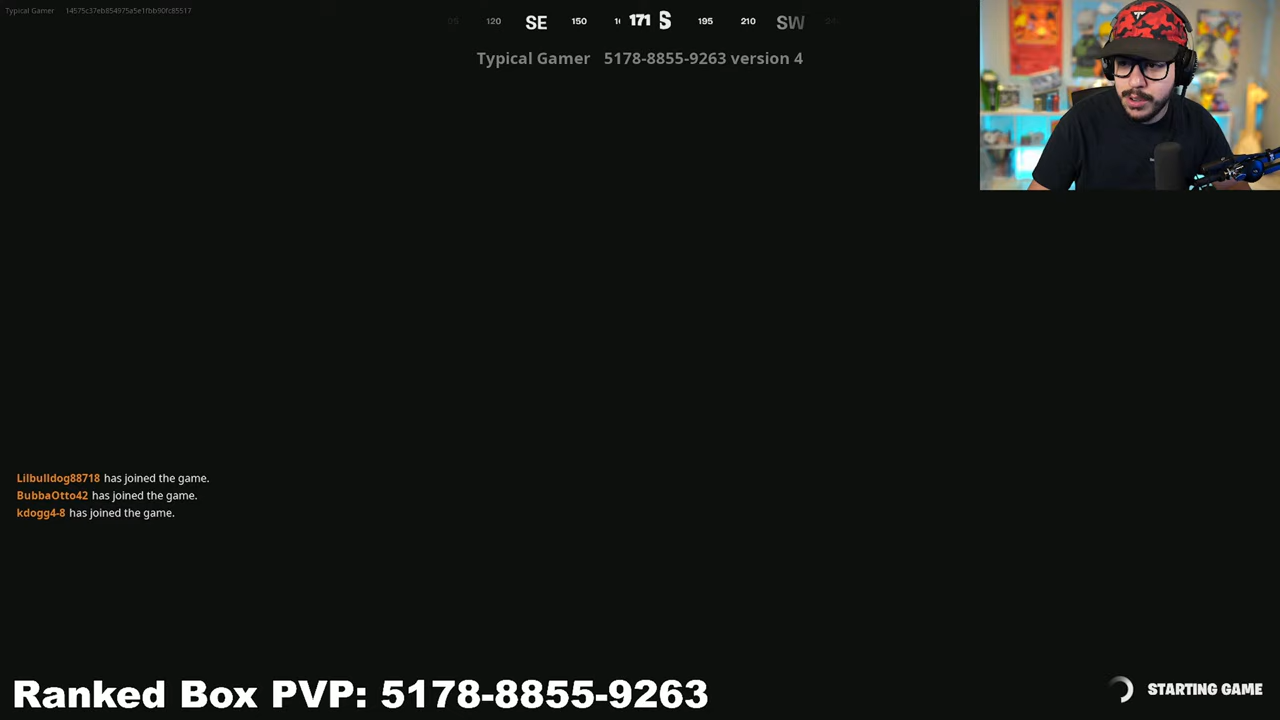 Typical Gamer 14575c37eb854975a5e1fbb90fc85517
120 SE 150 171 S 195 210 SW
Typical Gamer 5178-8855-9263 version 4
Lilbulldog88718 has joined the game.
BubbaOtto42 has joined the game.
kdogg4-8 has joined the game.
Ranked Box PVP: 5178-8855-9263
STARTING GAME